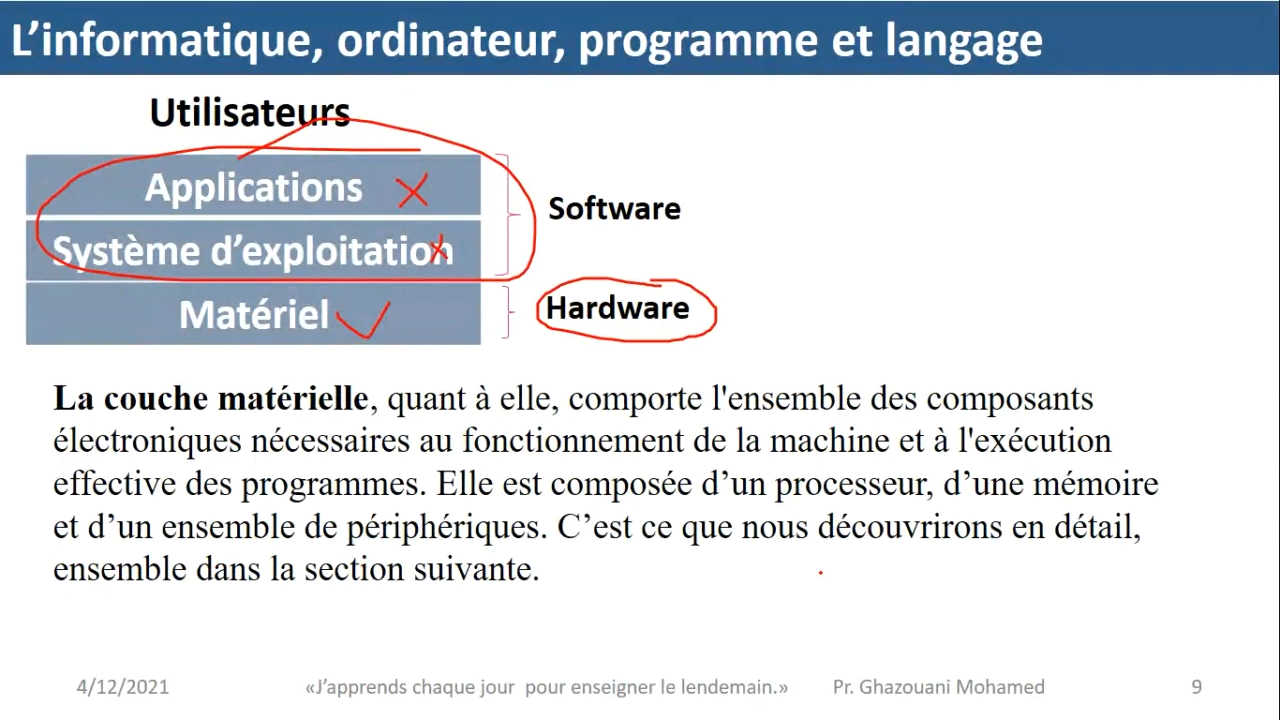 L’informatique, ordinateur, programme et langage
Utilisateurs
Applications
Système d’exploitation
Software
Matériel
Hardware
La couche matérielle, quant à elle, comporte l'ensemble des composants
électroniques nécessaires au fonctionnement de la machine et à l'exécution
effective des programmes. Elle est composée d’un processeur, d’une mémoire
et d’un ensemble de périphériques. C’est ce que nous découvrirons en détail,
ensemble dans la section suivante.
4/12/2021 «J’apprends chaque jour pour enseigner le lendemain.» Pr. Ghazouani Mohamed 9